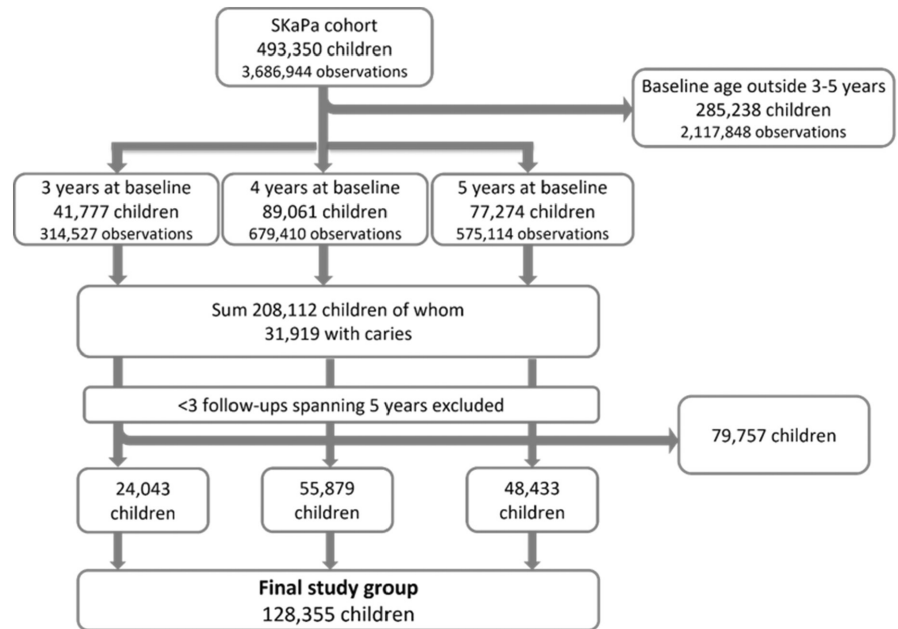 SKaPa cohort
493,350 children
3,686,944 observations
Baseline age outside 3-5 years
285,238 children
2,117,848 observations
3 years at baseline
41,777 children
314,527 observations
4 years at baseline
89,061 children
679,410 observations
5 years at baseline
77,274 children
575,114 observations
Sum 208,112 children of whom
31,919 with caries
<3 follow-ups spanning 5 years excluded
79,757 children
24,043
children
55,879
children
48,433
children
Final study group
128,355 children